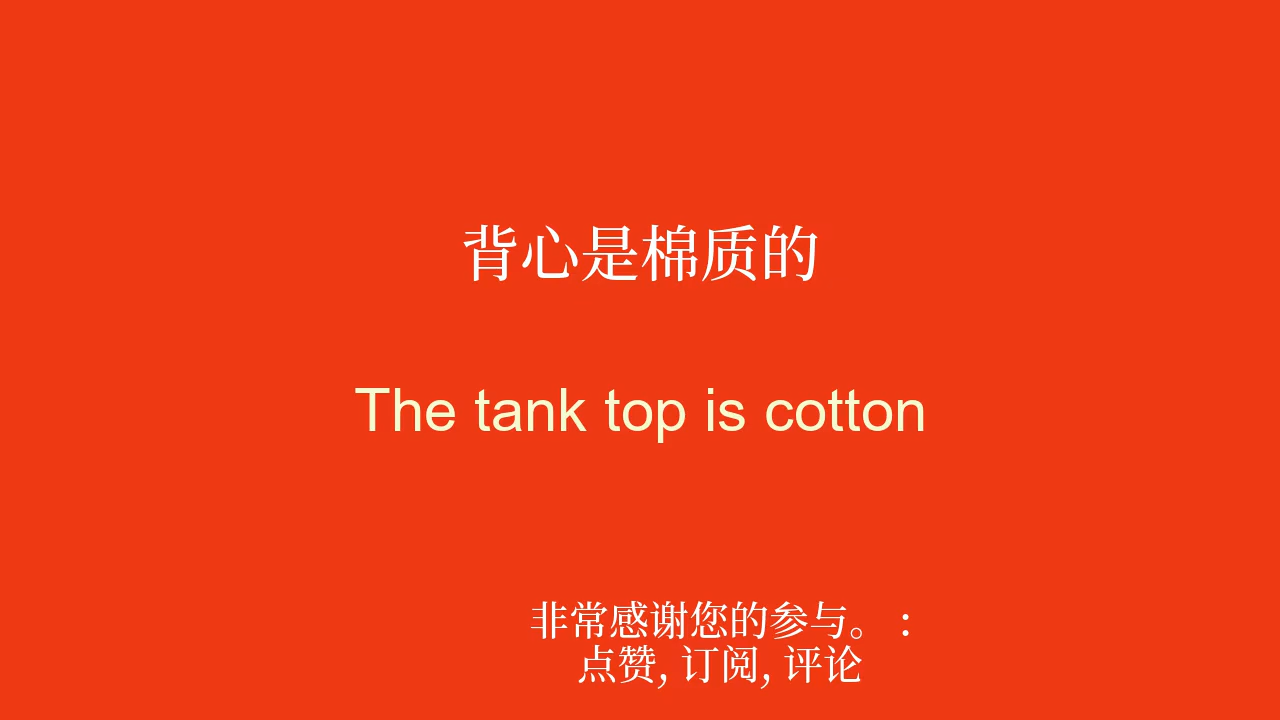 背心是棉质的
The tank top is cotton
非常感谢您的参与。 :
点赞, 订阅, 评论